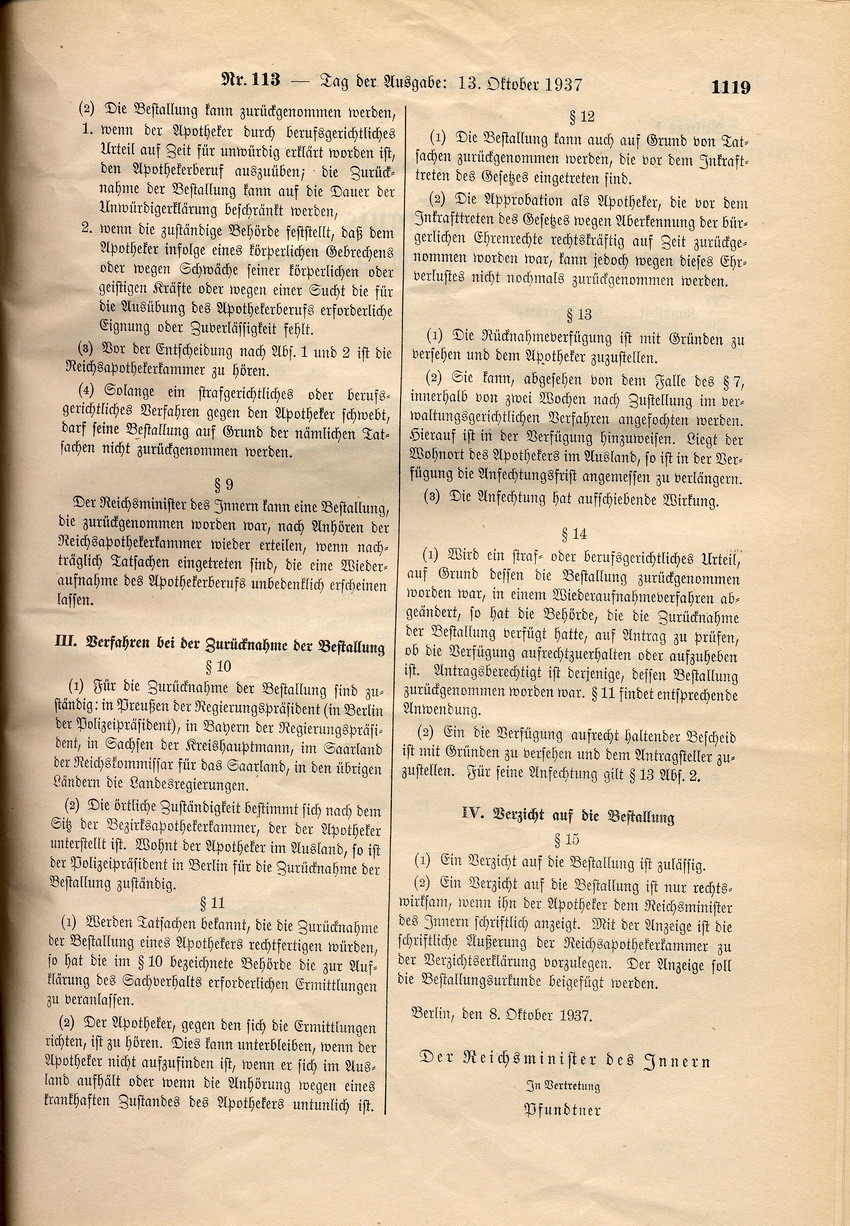 Nr. 113 — Tag der Ausgabe: 13. Oktober 1937
1119
(2) Die Bestallung kann zurückgenommen werden,
1. wenn der Apotheker durch berufsgerichtliches
Urteil auf Zeit für unwürdig erklärt worden ist,
den Apothekerberuf auszuüben; die Zurück-
nahme der Bestallung kann auf die Dauer der
Unwürdigerklärung beschränkt werden,
2. wenn die zuständige Behörde feststellt, daß dem
Apotheker infolge eines körperlichen Gebrechens
oder wegen Schwäche seiner körperlichen oder
geistigen Kräfte oder wegen einer Sucht die für
die Ausübung des Apothekerberufs erforderliche
Eignung oder Zuverlässigkeit fehlt.
(3) Vor der Entscheidung nach Abs. 1 und 2 ist die
Reichsapothekerkammer zu hören.
(4) Solange ein strafgerichtliches oder berufs-
gerichtliches Verfahren gegen den Apotheker schwebt,
darf seine Bestallung auf Grund der nämlichen Tat-
sachen nicht zurückgenommen werden.
§ 9
Der Reichsminister des Innern kann eine Bestallung,
die zurückgenommen worden war, nach Anhören der
Reichsapothekerkammer wieder erteilen, wenn nach-
träglich Tatsachen eingetreten sind, die eine Wieder-
aufnahme des Apothekerberufs unbedenklich erscheinen
lassen.
III. Verfahren bei der Zurücknahme der Bestallung
§ 10
(1) Für die Zurücknahme der Bestallung sind zu-
ständig: in Preußen der Regierungspräsident (in Berlin
der Polizeipräsident), in Bayern der Regierungspräsi-
dent, in Sachsen der Kreishauptmann, im Saarland
der Reichskommissar für das Saarland, in den übrigen
Ländern die Landesregierungen.
(2) Die örtliche Zuständigkeit bestimmt sich nach dem
Sitz der Bezirksapothekerkammer, der der Apotheker
unterstellt ist. Wohnt der Apotheker im Ausland, so ist
der Polizeipräsident in Berlin für die Zurücknahme der
Bestallung zuständig.
§ 11
(1) Werden Tatsachen bekannt, die die Zurücknahme
der Bestallung eines Apothekers rechtfertigen würden,
so hat die im § 10 bezeichnete Behörde die zur Auf-
klärung des Sachverhalts erforderlichen Ermittlungen
zu veranlassen.
(2) Der Apotheker, gegen den sich die Ermittlungen
richten, ist zu hören. Dies kann unterbleiben, wenn der
Apotheker nicht aufzufinden ist, wenn er sich im Aus-
land aufhält oder wenn die Anhörung wegen eines
krankhaften Zustandes des Apothekers untunlich ist.
§ 12
(1) Die Bestallung kann auch auf Grund von Tat-
sachen zurückgenommen werden, die vor dem Inkraft-
treten des Gesetzes eingetreten sind.
(2) Die Approbation als Apotheker, die vor dem
Inkrafttreten des Gesetzes wegen Aberkennung der bür-
gerlichen Ehrenrechte rechtskräftig auf Zeit zurückge-
nommen worden war, kann jedoch wegen dieses Ehr-
verlustes nicht nochmals zurückgenommen werden.
§ 13
(1) Die Rücknahmeverfügung ist mit Gründen zu
versehen und dem Apotheker zuzustellen.
(2) Sie kann, abgesehen von dem Falle des § 7,
innerhalb von zwei Wochen nach Zustellung im ver-
waltungsgerichtlichen Verfahren angefochten werden.
Hierauf ist in der Verfügung hinzuweisen. Liegt der
Wohnort des Apothekers im Ausland, so ist in der Ver-
fügung die Anfechtungsfrist angemessen zu verlängern.
(3) Die Anfechtung hat aufschiebende Wirkung.
§ 14
(1) Wird ein straf- oder berufsgerichtliches Urteil,
auf Grund dessen die Bestallung zurückgenommen
worden war, in einem Wiederaufnahmeverfahren ab-
geändert, so hat die Behörde, die die Zurücknahme
der Bestallung verfügt hatte, auf Antrag zu prüfen,
ob die Verfügung aufrechtzuerhalten oder aufzuheben
ist. Antragsberechtigt ist derjenige, dessen Bestallung
zurückgenommen worden war. § 11 findet entsprechende
Anwendung.
(2) Ein die Verfügung aufrecht haltender Bescheid
ist mit Gründen zu versehen und dem Antragsteller zu-
zustellen. Für seine Anfechtung gilt § 13 Abs. 2.
IV. Verzicht auf die Bestallung
§ 15
(1) Ein Verzicht auf die Bestallung ist zulässig.
(2) Ein Verzicht auf die Bestallung ist nur rechts-
wirksam, wenn ihn der Apotheker dem Reichsminister
des Innern schriftlich anzeigt. Mit der Anzeige ist die
schriftliche Äußerung der Reichsapothekerkammer zu
der Verzichtserklärung vorzulegen. Der Anzeige soll
die Bestallungsurkunde beigefügt werden.
Berlin, den 8. Oktober 1937.
Der Reichsminister des Innern
In Vertretung
Pfundtner